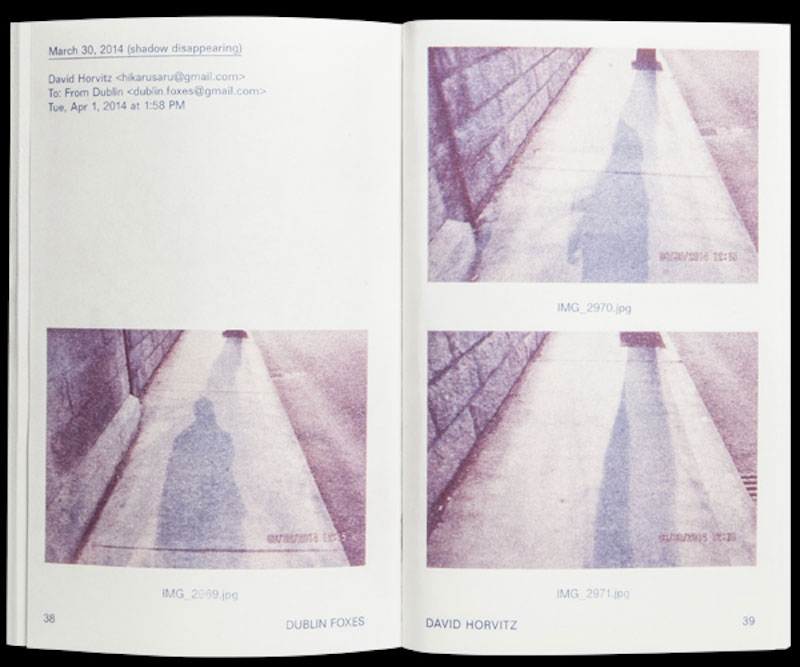 March 30, 2014 (shadow disappearing)
David Horvitz <hikarusaru@gmail.com>
To: From Dublin <dublin.foxes@gmail.com>
Tue, Apr 1, 2014 at 1:58 PM
IMG_2969.jpg
38
DUBLIN FOXES
IMG_2970.jpg
IMG_2971.jpg
DAVID HORVITZ
39